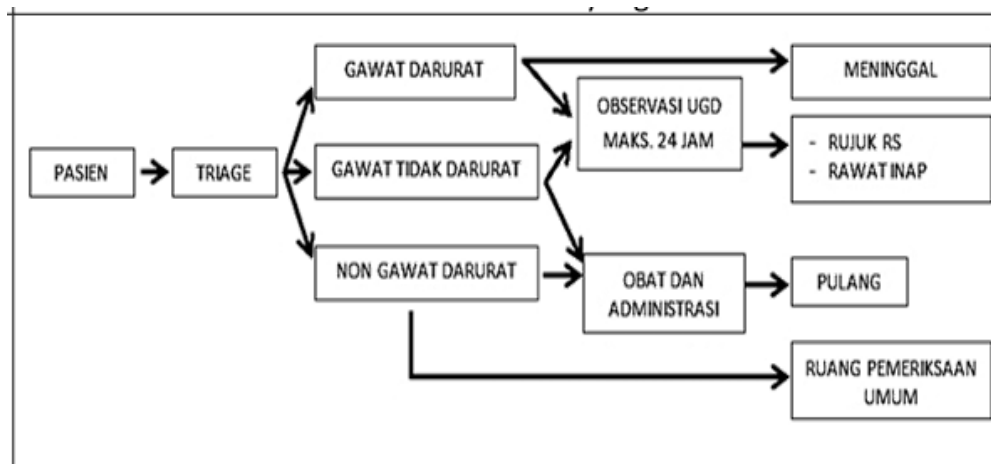 PASIEN
TRIAGE
GAWAT DARURAT
GAWAT TIDAK DARURAT
NON GAWAT DARURAT
OBSERVASI UGD
MAKS. 24 JAM
OBAT DAN
ADMINISTRASI
MENINGGAL
- RUJUK RS
- RAWAT INAP
PULANG
RUANG PEMERIKSAAN
UMUM